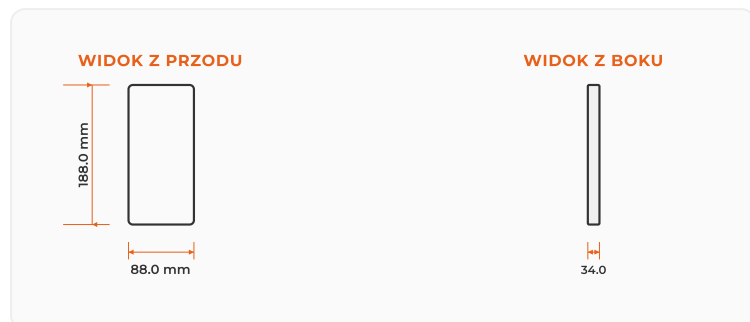 WIDOK Z PRZODU
WIDOK Z BOKU
188.0 mm
88.0 mm
34.0